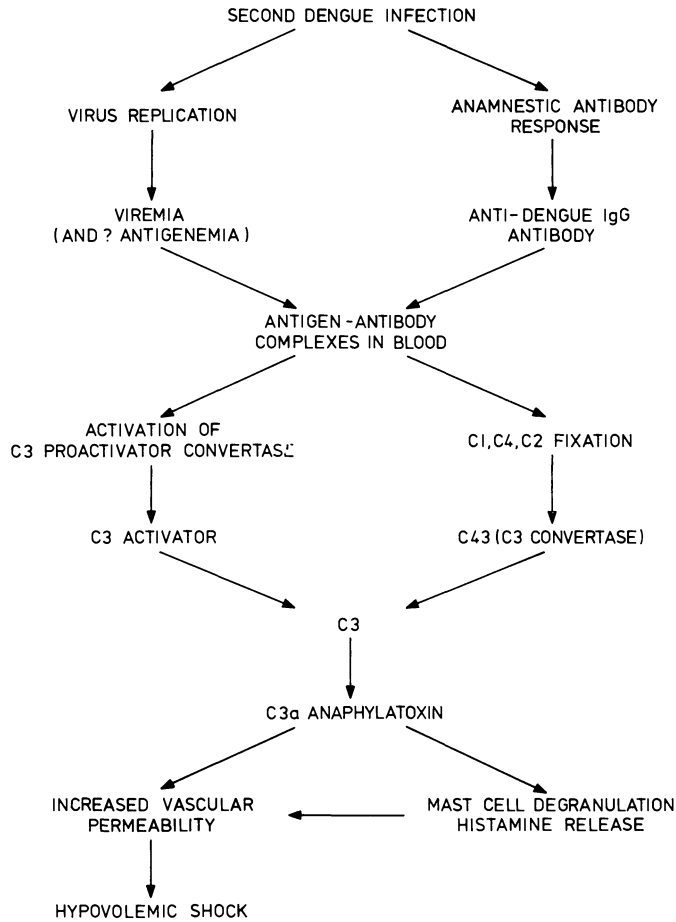 SECOND DENGUE INFECTION
VIRUS REPLICATION
ANAMNESTIC ANTIBODY
RESPONSE
VIREMIA
(AND ? ANTIGENEMIA)
ANTI-DENGUE IgG
ANTIBODY
ANTIGEN-ANTIBODY
COMPLEXES IN BLOOD
ACTIVATION OF
C3 PROACTIVATOR CONVERTASE
C1,C4,C2 FIXATION
C3 ACTIVATOR
C43 (C3 CONVERTASE)
C3
C3a ANAPHYLATOXIN
INCREASED VASCULAR
PERMEABILITY
MAST CELL DEGRANULATION
HISTAMINE RELEASE
HYPOVOLEMIC SHOCK